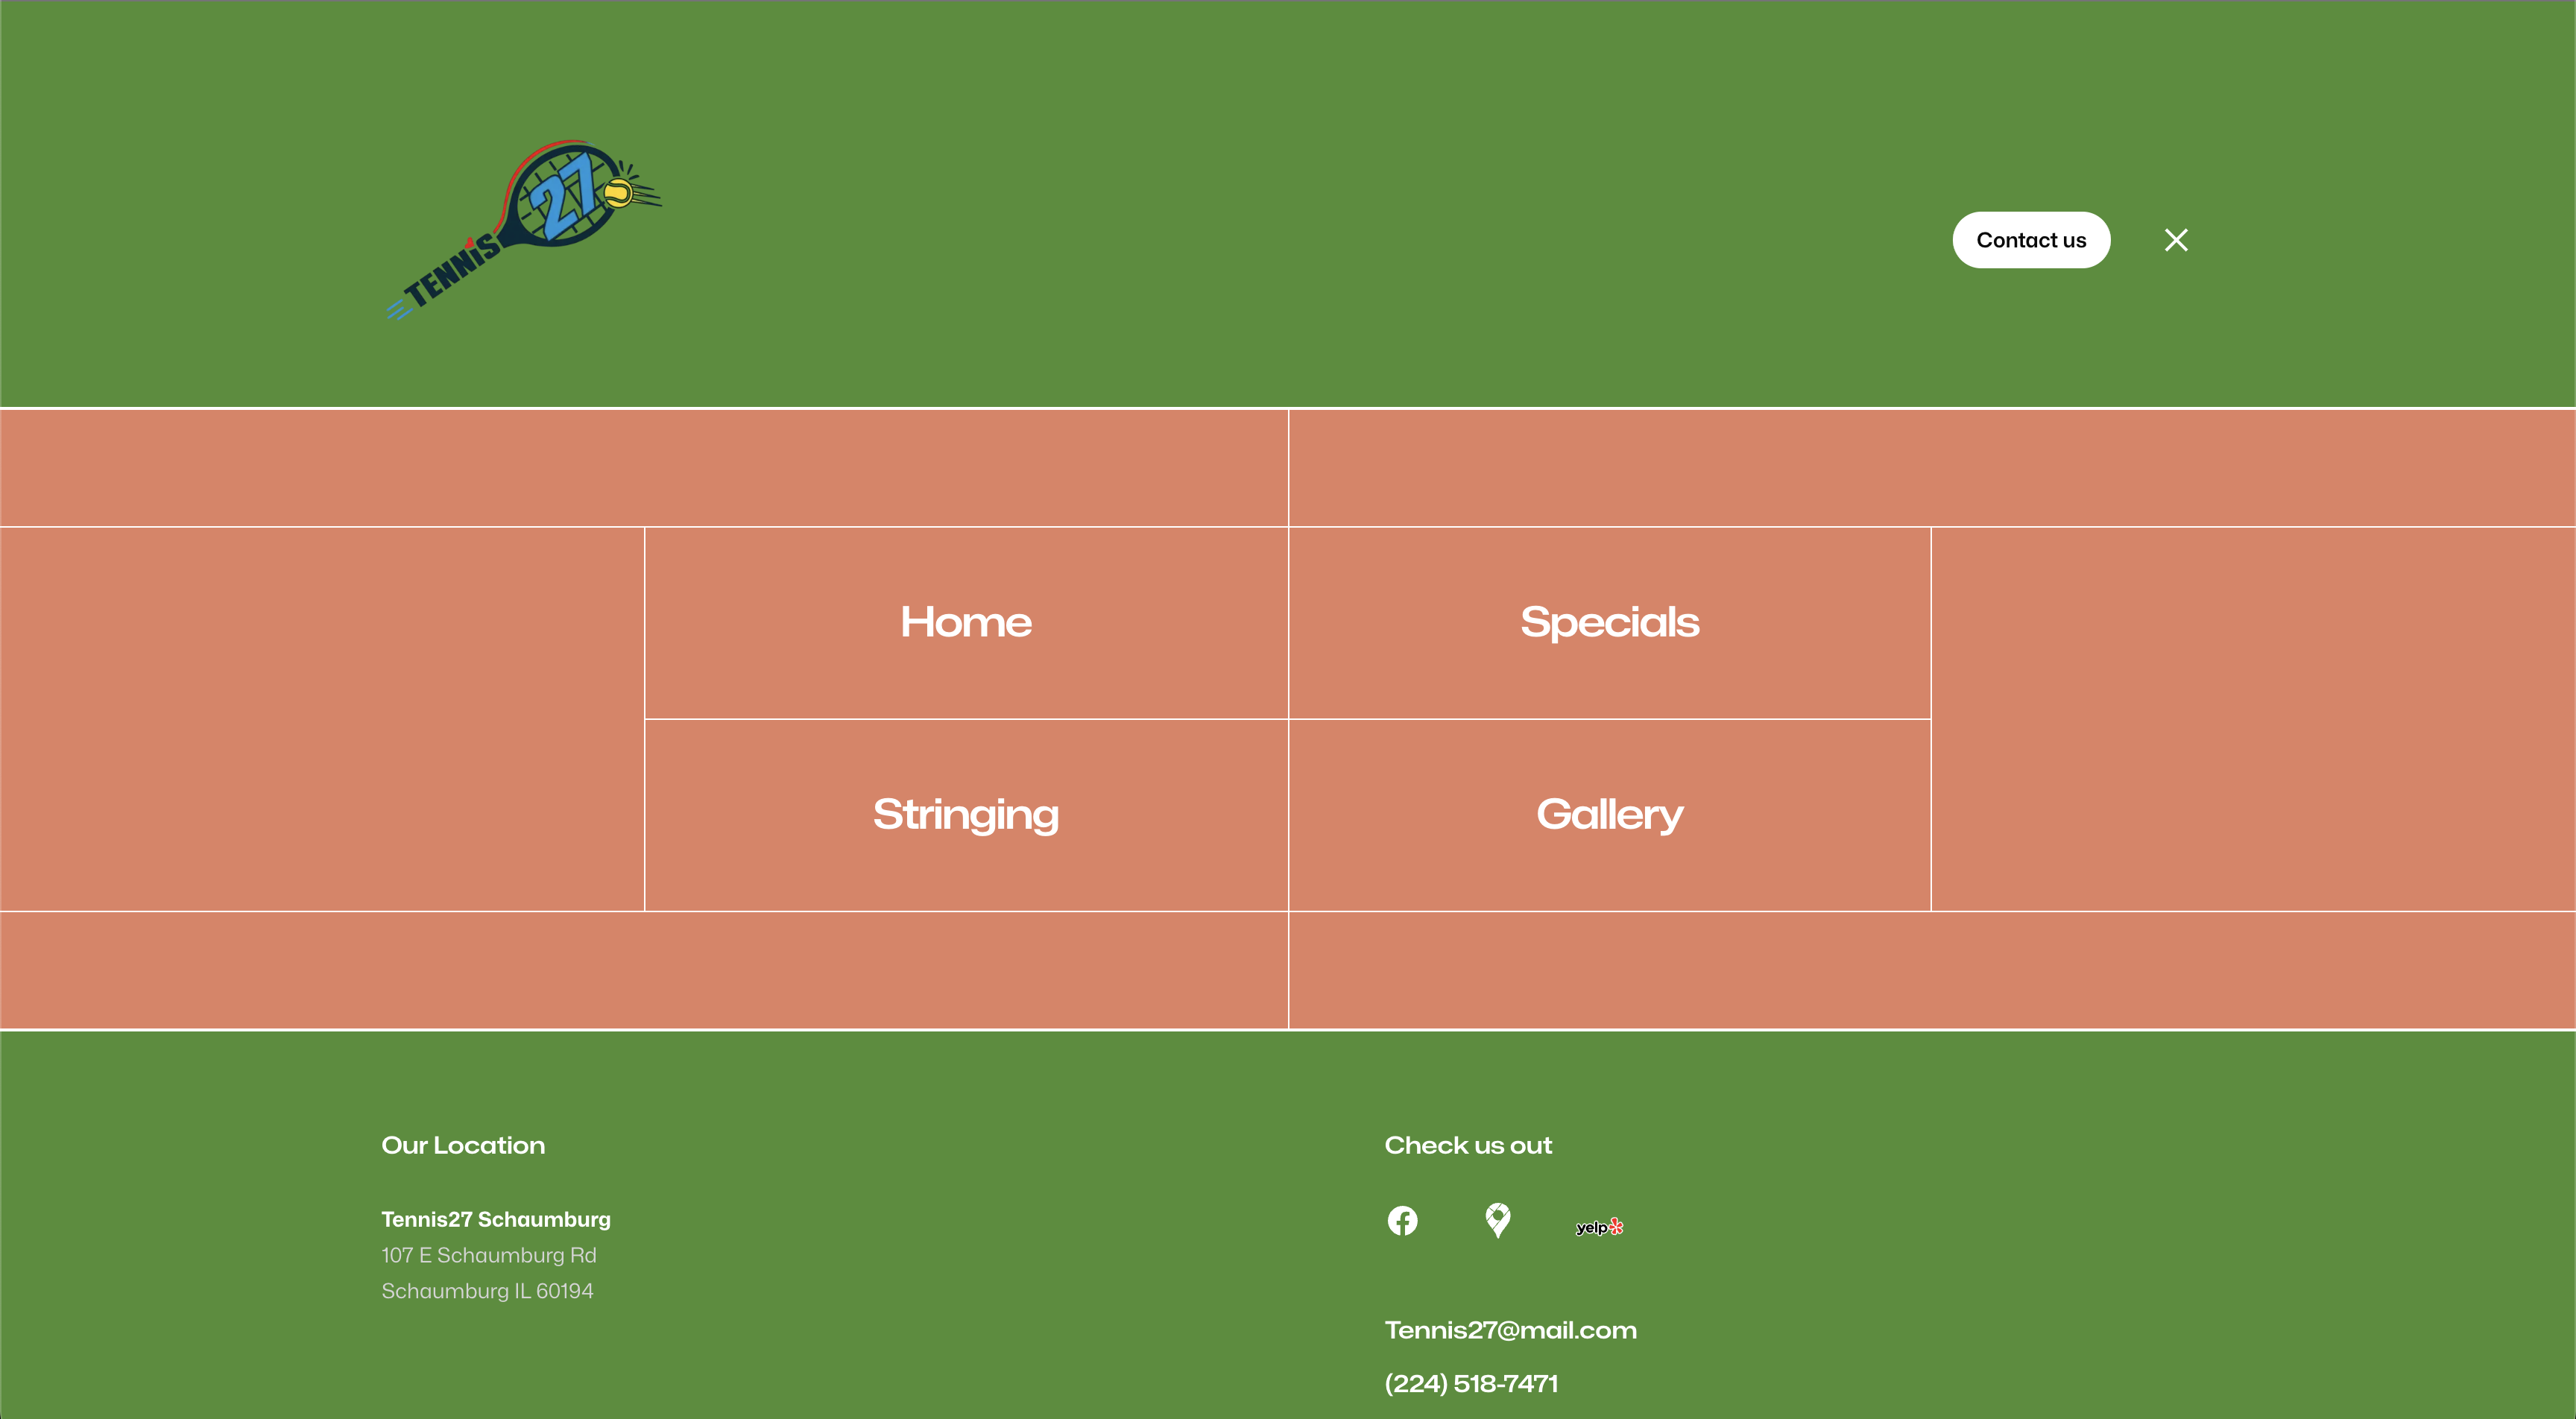 27
TENNiS
Contact us
Home
Specials
Stringing
Gallery
Our Location
Tennis27 Schaumburg
107 E Schaumburg Rd
Schaumburg IL 60194
Check us out
yelp
Tennis27@mail.com
(224) 518-7471